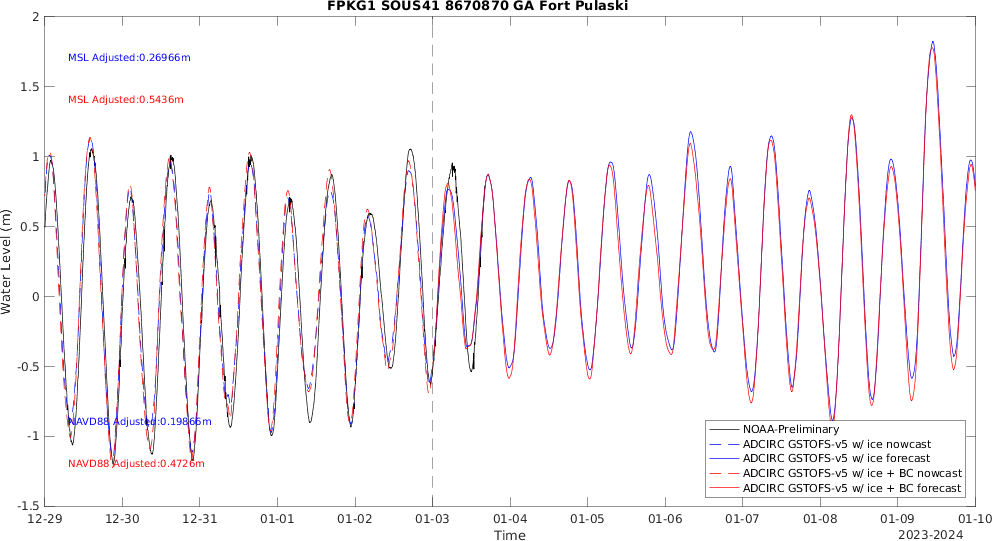 FPKG1 SOUS41 8670870 GA Fort Pulaski
MSL Adjusted:0.26966m
MSL Adjusted:0.5436m
NAVD88 Adjusted:0.19866m
NAVD88 Adjusted:0.4726m
Water Level (m)
2
1.5
1
0.5
0
-0.5
-1
-1.5
NOAA-Preliminary
ADCIRC GSTOFS-v5 w/ ice nowcast
ADCIRC GSTOFS-v5 w/ ice forecast
ADCIRC GSTOFS-v5 w/ ice + BC nowcast
ADCIRC GSTOFS-v5 w/ ice + BC forecast
12-29 12-30 12-31 01-01 01-02 01-03 01-04 01-05 01-06 01-07 01-08 01-09 01-10
Time
2023-2024